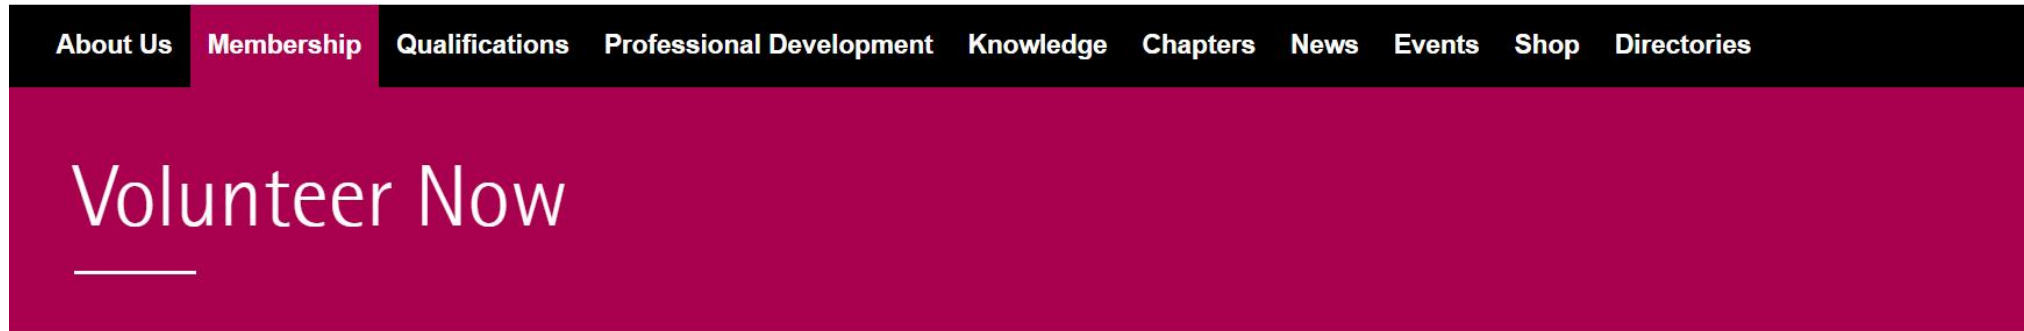 About Us Membership Qualifications Professional Development Knowledge Chapters News Events Shop Directories
Volunteer Now